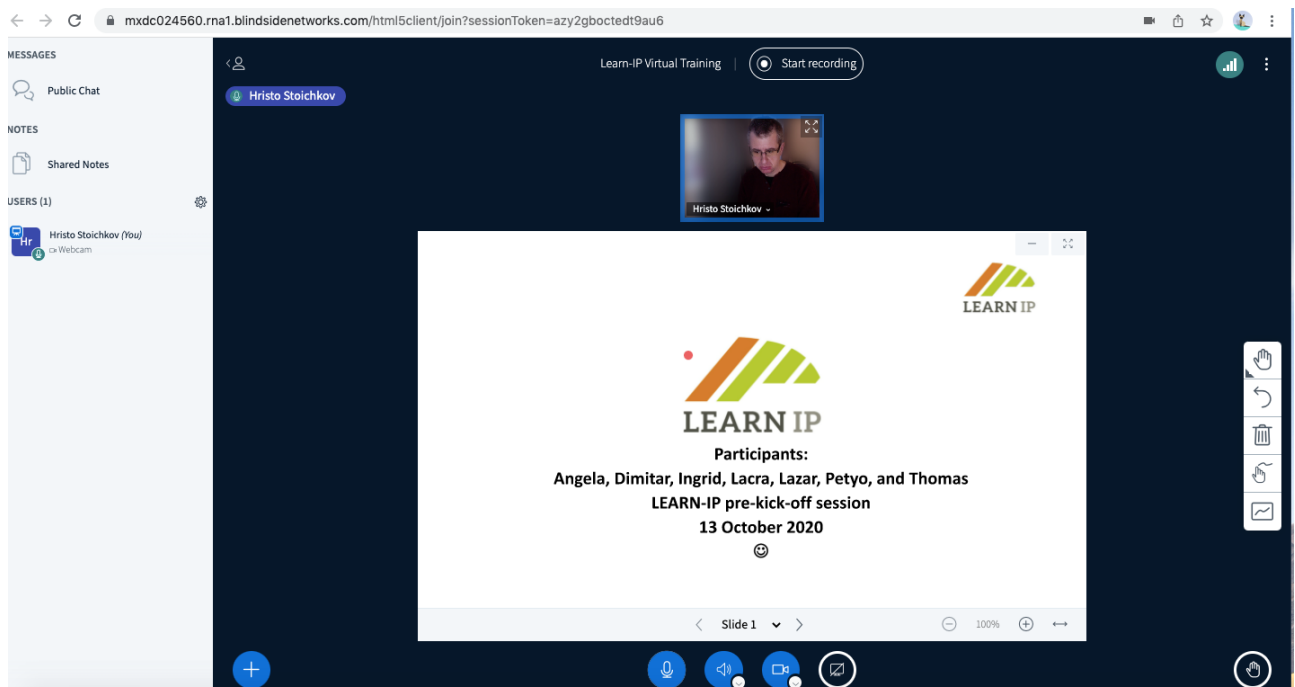 mxdc024560.rna1.blindsidenetworks.com/html5client/join?sessionToken=azy2gboctedt9au6
MESSAGES
Public Chat
NOTES
Shared Notes
USERS (1)
Hr
Hristo Stoichkov (You)
Webcam
Learn-IP Virtual Training
Start recording
Hristo Stoichkov
Hristo Stoichkov
LEARN IP
LEARN IP
Participants:
Angela, Dimitar, Ingrid, Lacra, Lazar, Petyo, and Thomas
LEARN-IP pre-kick-off session
13 October 2020
Slide 1
100%